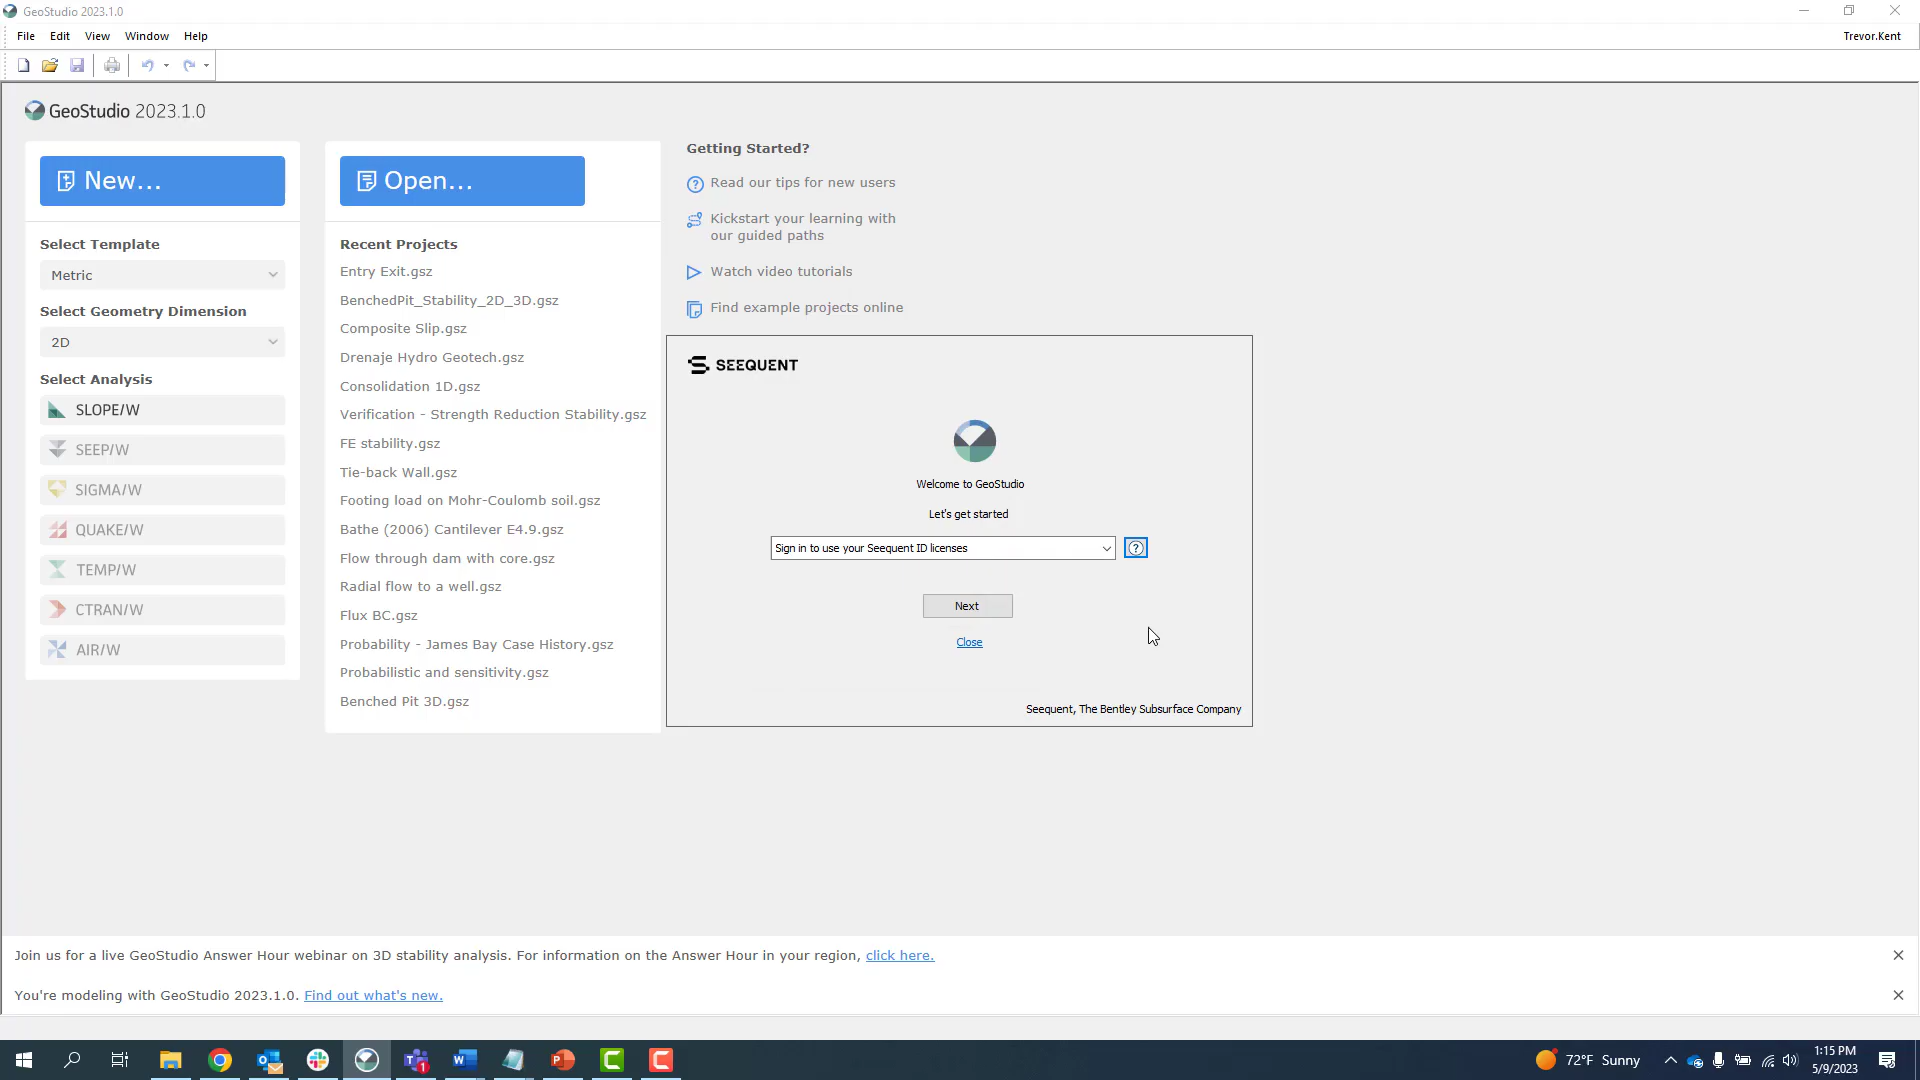 GeoStudio 2023.1.0
File Edit View Window Help
Trevor.Kent
GeoStudio 2023.1.0
New...
Select Template
Metric
Select Geometry Dimension
2D
Select Analysis
SLOPE/W
SEEP/W
SIGMA/W
QUAKE/W
TEMP/W
CTRAN/W
AIR/W
Open...
Recent Projects
Entry Exit.gsz
BenchedPit_Stability_2D_3D.gsz
Composite Slip.gsz
Drenaje Hydro Geotech.gsz
Consolidation 1D.gsz
Verification - Strength Reduction Stability.gsz
FE stability.gsz
Tie-back Wall.gsz
Footing load on Mohr-Coulomb soil.gsz
Bathe (2006) Cantilever E4.9.gsz
Flow through dam with core.gsz
Radial flow to a well.gsz
Flux BC.gsz
Probability - James Bay Case History.gsz
Probabilistic and sensitivity.gsz
Benched Pit 3D.gsz
Getting Started?
Read our tips for new users
Kickstart your learning with
our guided paths
Watch video tutorials
Find example projects online
SEEQUENT
Welcome to GeoStudio
Let's get started
Sign in to use your Seequent ID licenses
Next
Close
Seequent, The Bentley Subsurface Company
Join us for a live GeoStudio Answer Hour webinar on 3D stability analysis. For information on the Answer Hour in your region, click here.
You're modeling with GeoStudio 2023.1.0. Find out what's new.
72°F Sunny
1:15 PM
5/9/2023